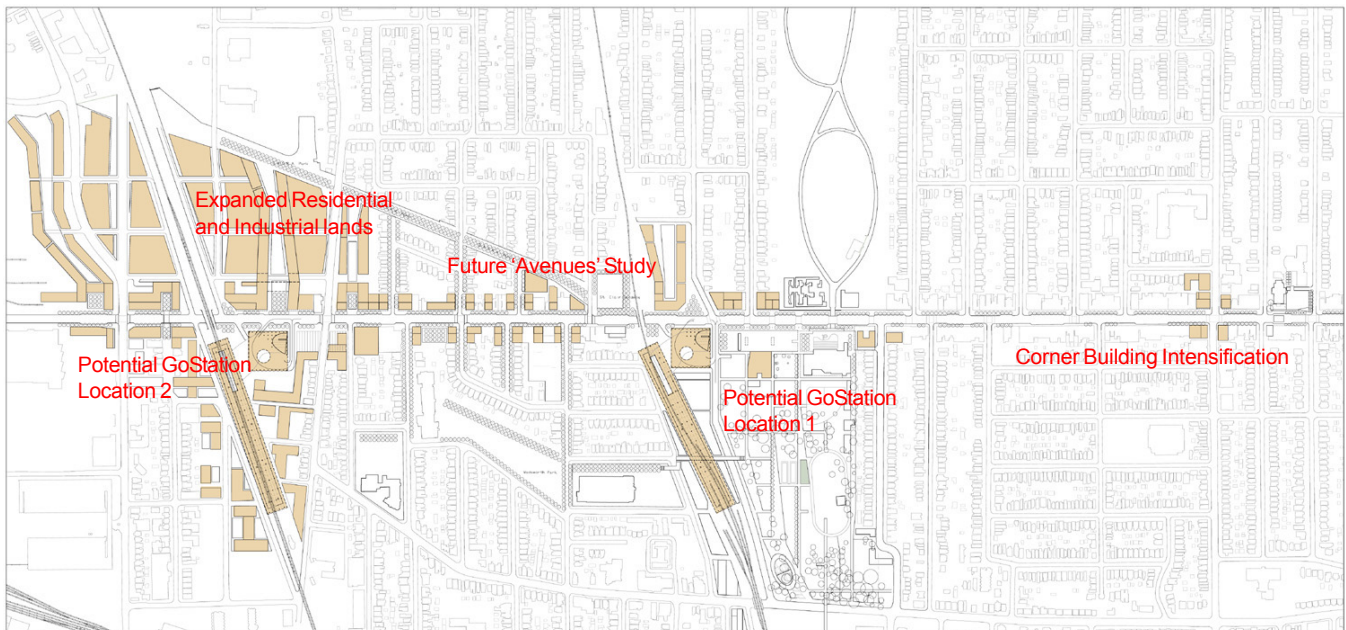 Expanded Residential
and Industrial lands
Future ‘Avenues’ Study
Potential GoStation
Location 2
Potential GoStation
Location 1
Corner Building Intensification